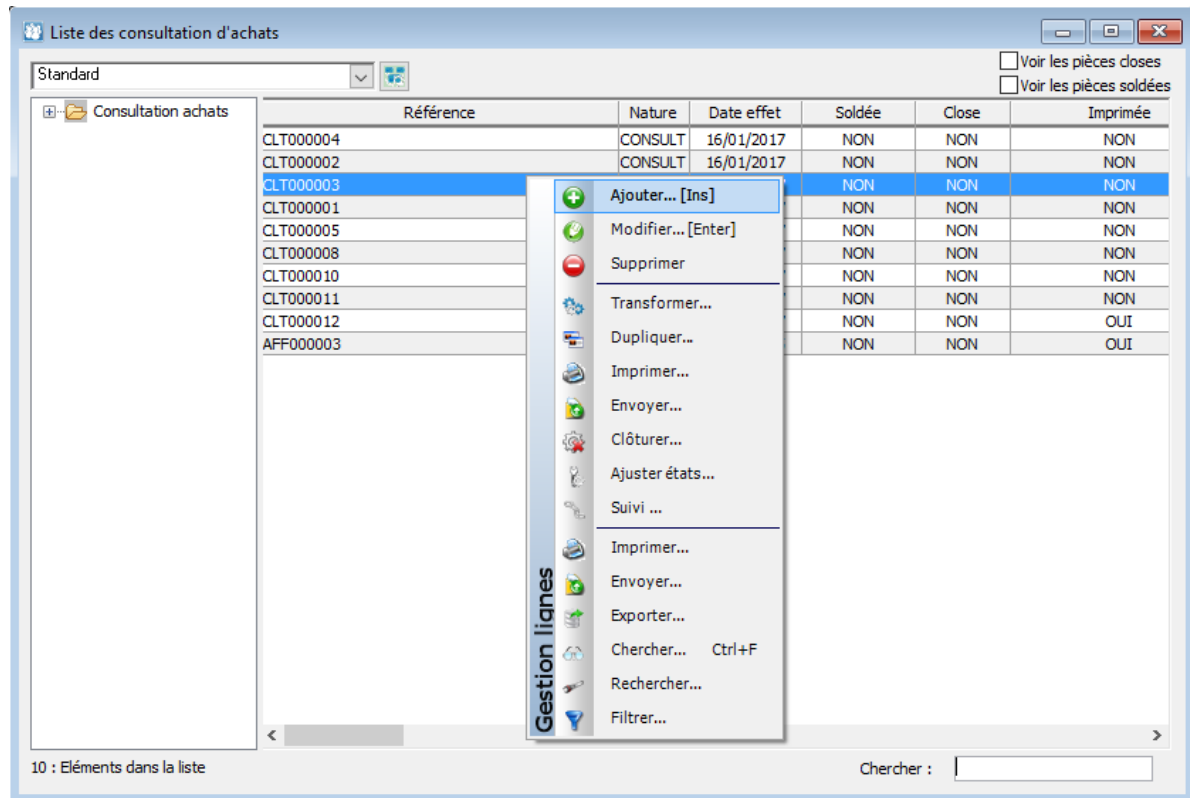 Liste des consultation d'achats
Standard
Voir les pièces closes
Voir les pièces soldées
Consultation achats
Référence Nature Date effet Soldée Close Imprimée
CLT000004 CONSULT 16/01/2017 NON NON NON
CLT000002 CONSULT 16/01/2017 NON NON NON
CLT000003 NON NON NON
CLT000001 NON NON NON
CLT000005 NON NON NON
CLT000008 NON NON NON
CLT000010 NON NON NON
CLT000011 NON NON NON
CLT000012 NON NON OUI
AFF000003 NON NON OUI
Gestion lignes
Ajouter... [Ins]
Modifier... [Enter]
Supprimer
Transformer...
Dupliquer...
Imprimer...
Envoyer...
Clôturer...
Ajuster états...
Suivi ...
Imprimer...
Envoyer...
Exporter...
Chercher... Ctrl+F
Rechercher...
Filtrer...
10 : Eléments dans la liste
Chercher :